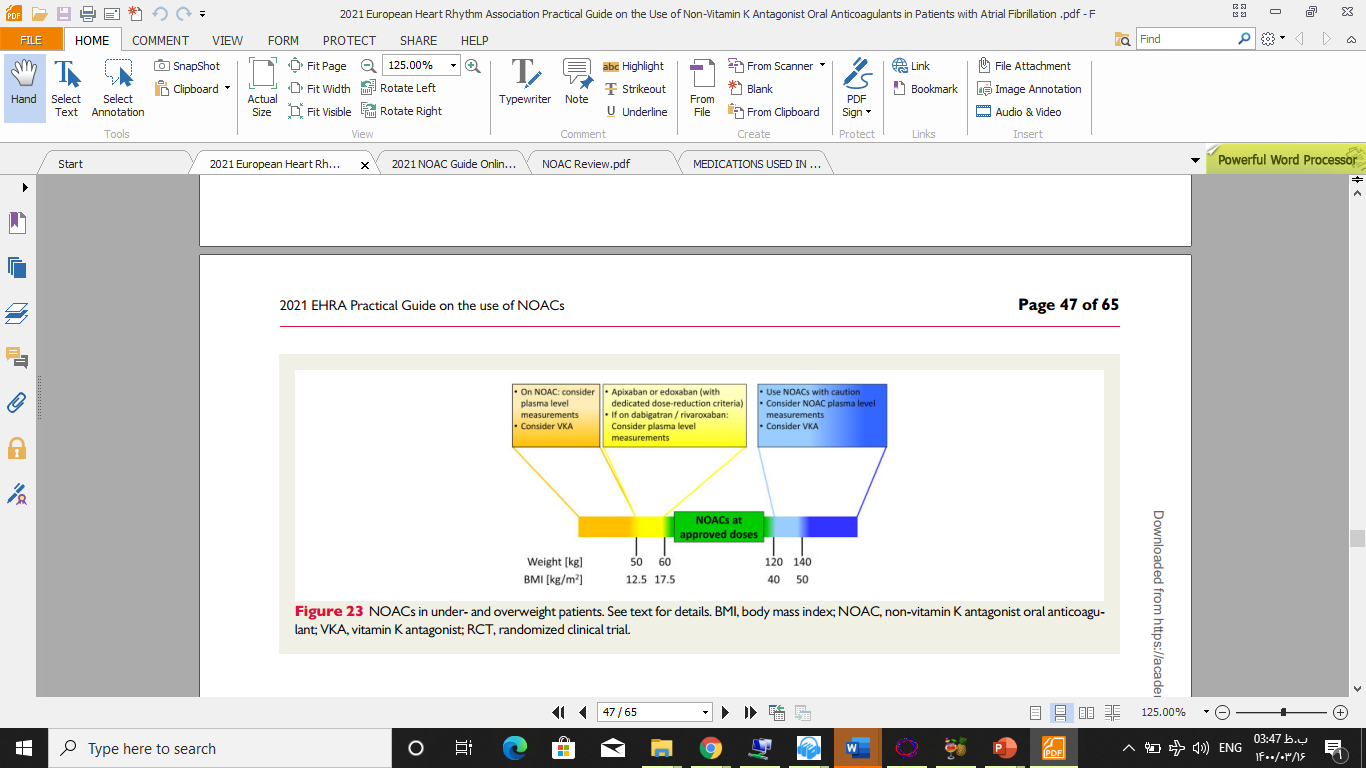 2021 European Heart Rhythm Association Practical Guide on the Use of Non-Vitamin K Antagonist Oral Anticoagulants in Patients with Atrial Fibrillation .pdf - F
FILE HOME COMMENT VIEW FORM PROTECT SHARE HELP
Find
Hand
Select Text
Select Annotation
SnapShot
Clipboard
Tools
Actual Size
Fit Page
Fit Width
Fit Visible
125.00%
Rotate Left
Rotate Right
View
Typewriter
Note
Highlight
Strikeout
Underline
Comment
From File
From Scanner
Blank
From Clipboard
Create
PDF Sign
Protect
Link
Bookmark
Links
File Attachment
Image Annotation
Audio & Video
Insert
Start
2021 European Heart Rh...
2021 NOAC Guide Onlin...
NOAC Review.pdf
MEDICATIONS USED IN ...
Powerful Word Processor
2021 EHRA Practical Guide on the use of NOACs
Page 47 of 65
• On NOAC: consider
plasma level
measurements
• Consider VKA
• Apixaban or edoxaban (with
dedicated dose-reduction criteria)
• If on dabigatran / rivaroxaban:
Consider plasma level
measurements
• Use NOACs with caution
• Consider NOAC plasma level
measurements
• Consider VKA
NOACs at
approved doses
Weight [kg] 50 60 120 140
BMI [kg/m²] 12.5 17.5 40 50
Figure 23 NOACs in under- and overweight patients. See text for details. BMI, body mass index; NOAC, non-vitamin K antagonist oral anticoagu-
lant; VKA, vitamin K antagonist; RCT, randomized clinical trial.
Downloaded from https://acader
47 / 65
125.00%
Type here to search
ENG
03:47 ب.ظ
۱۴۰۰/۰۳/۱۶
1